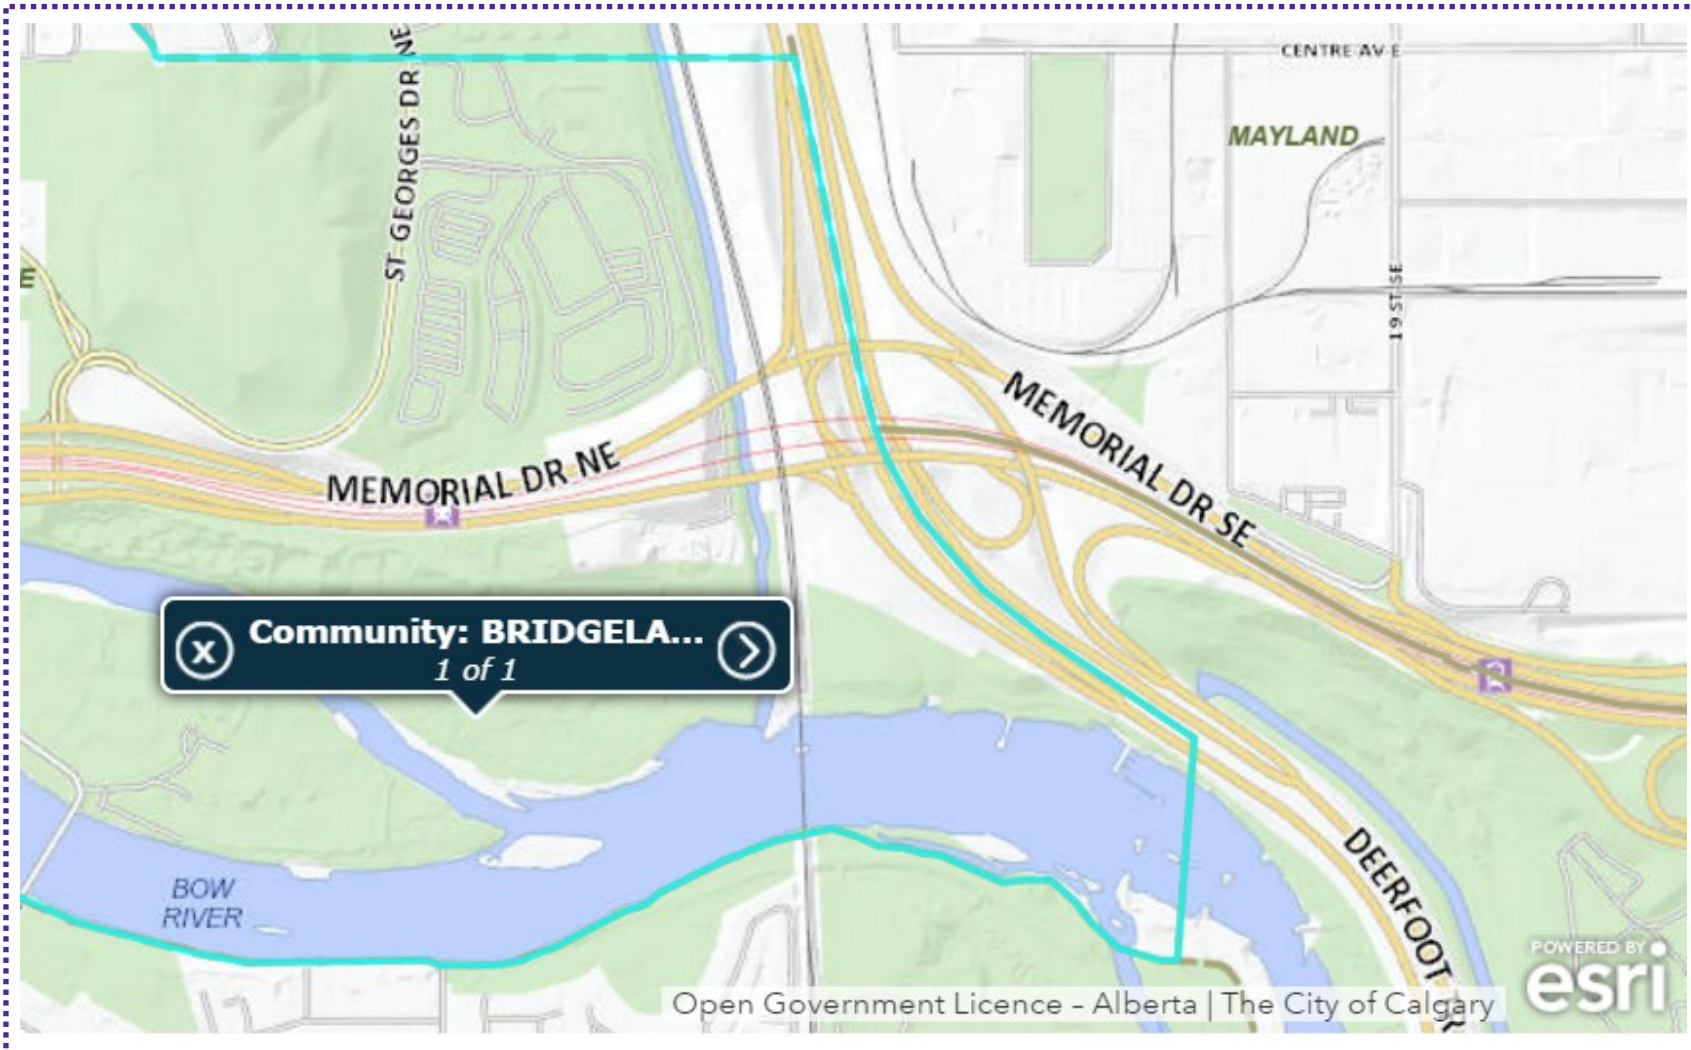 ST GEORGES DR NE
CENTRE AV E
MAYLAND
E
19 ST SE
MEMORIAL DR SE
MEMORIAL DR NE
Community: BRIDGELA...
x
1 of 1
BOW
RIVER
DEERFOOT
POWERED BY
esri
Open Government Licence – Alberta | The City of Calgary